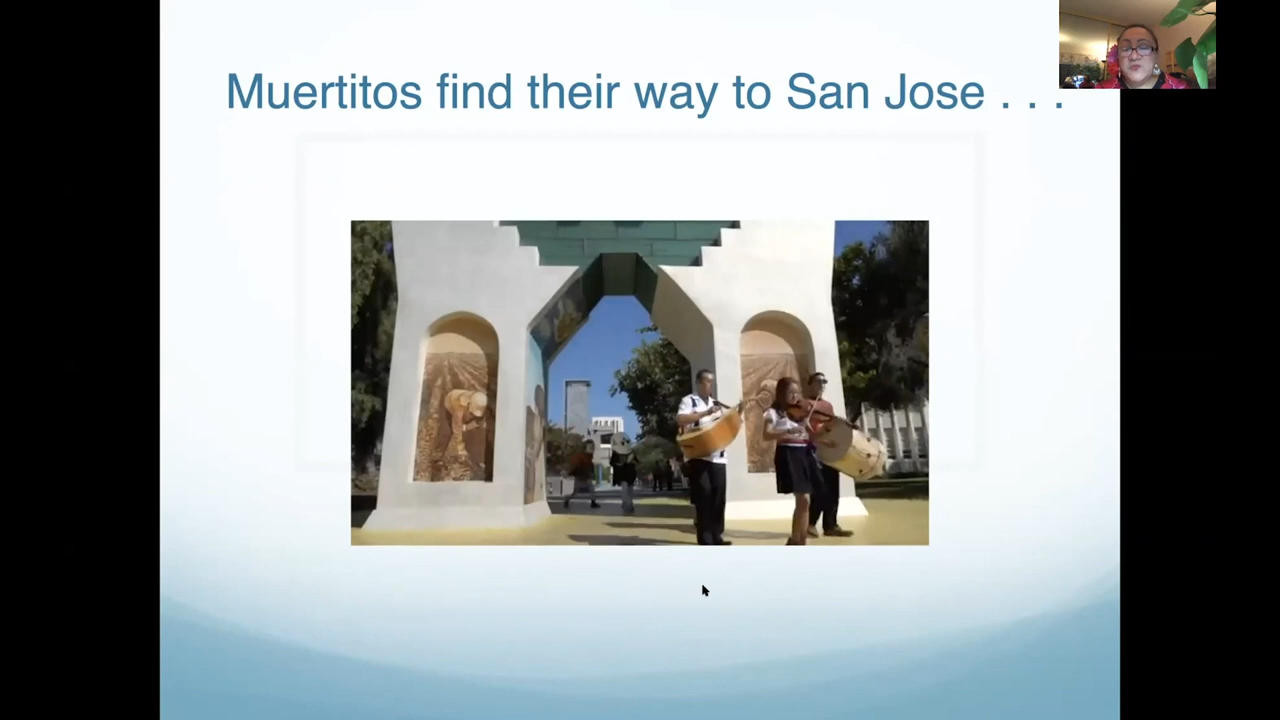 Muertitos find their way to San Jose . . .